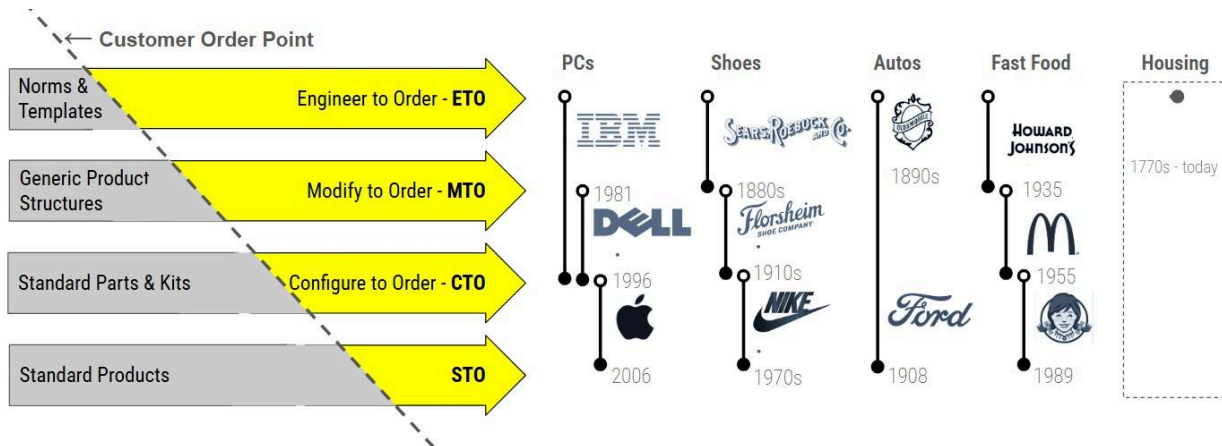 ← Customer Order Point
Norms &
Templates
Engineer to Order - ETO
Generic Product
Structures
Modify to Order - MTO
Standard Parts & Kits
Configure to Order - CTO
Standard Products
STO
PCs
IBM
1981
DELL
1996
2006
Shoes
SEARS, ROEBUCK AND CO.
1880s
Florsheim
SHOE COMPANY
1910s
NIKE
1970s
Autos
OLDSMOBILE
1890s
Ford
1908
Fast Food
HOWARD
JOHNSON'S
1935
1955
1989
Housing
1770s - today